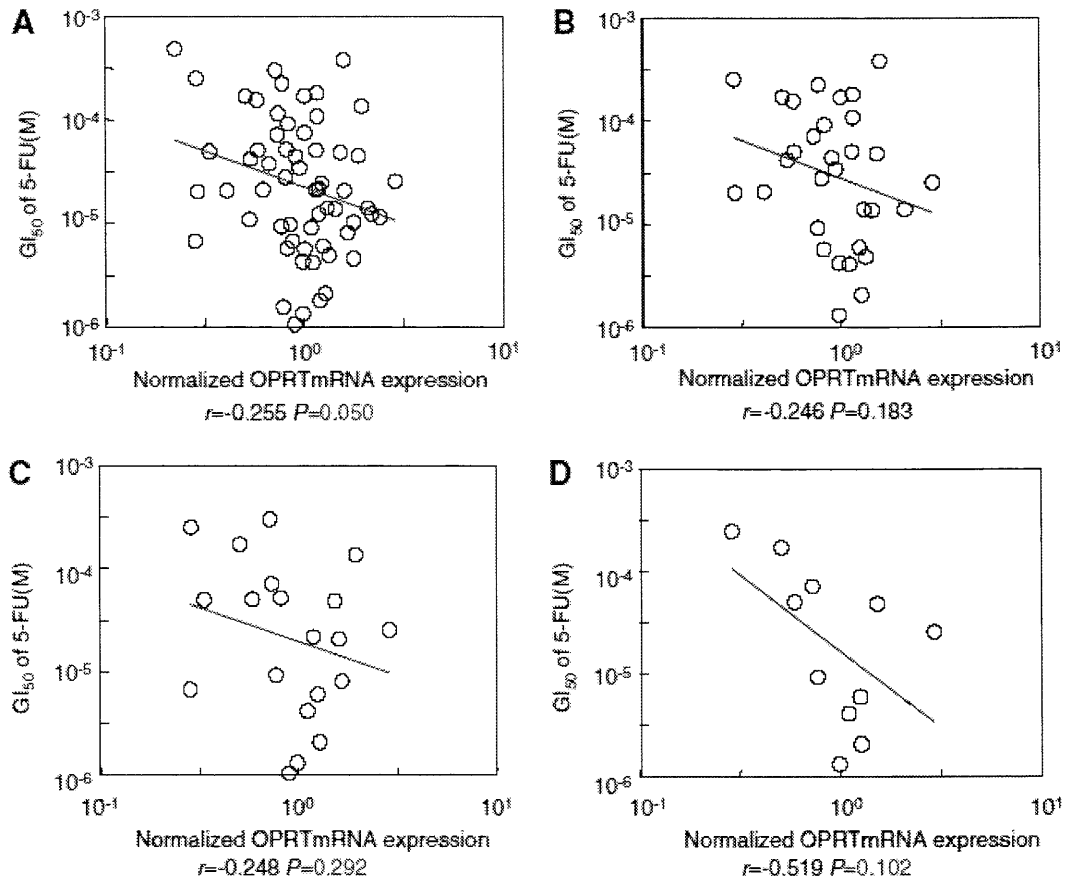 A
10⁻³
10⁻⁴
10⁻⁵
10⁻⁶
GI₅₀ of 5-FU(M)
10⁻¹ 10⁰ 10¹
Normalized OPRTmRNA expression
r=-0.255 P=0.050
B
10⁻³
10⁻⁴
10⁻⁵
10⁻⁶
GI₅₀ of 5-FU(M)
10⁻¹ 10⁰ 10¹
Normalized OPRTmRNA expression
r=-0.246 P=0.183
C
10⁻³
10⁻⁴
10⁻⁵
10⁻⁶
GI₅₀ of 5-FU(M)
10⁻¹ 10⁰ 10¹
Normalized OPRTmRNA expression
r=-0.248 P=0.292
D
10⁻³
10⁻⁴
10⁻⁵
10⁻⁶
GI₅₀ of 5-FU(M)
10⁻¹ 10⁰ 10¹
Normalized OPRTmRNA expression
r=-0.519 P=0.102